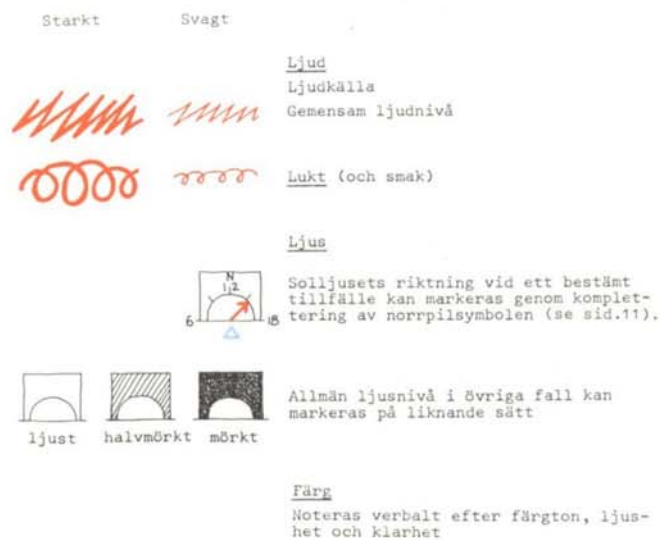 Starkt Svagt
Ljud
Ljudkälla
Gemensam ljudnivå
Lukt (och smak)
Ljus
N
12
6 18
Solljusets riktning vid ett bestämt
tillfälle kan markeras genom komplet-
tering av norrpilsymbolen (se sid.11).
ljust halvmörkt mörkt
Allmän ljusnivå i övriga fall kan
markeras på liknande sätt
Färg
Noteras verbalt efter färgton, ljus-
het och klarhet